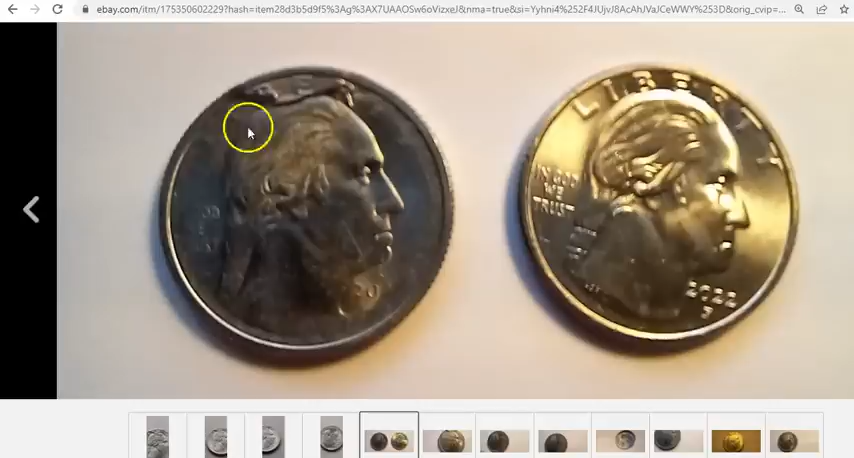 ebay.com/itm/175350602229?hash=item28d3b5d9f5%3Ag%3AX7UAAOSw6oVizxeJ&nma=true&si=Yyhni4%252F4JUjvJ8AcAhJVaJCeWWY%253D&orig_cvip=...
LIBERTY
IN GOD
WE
TRUST
2022